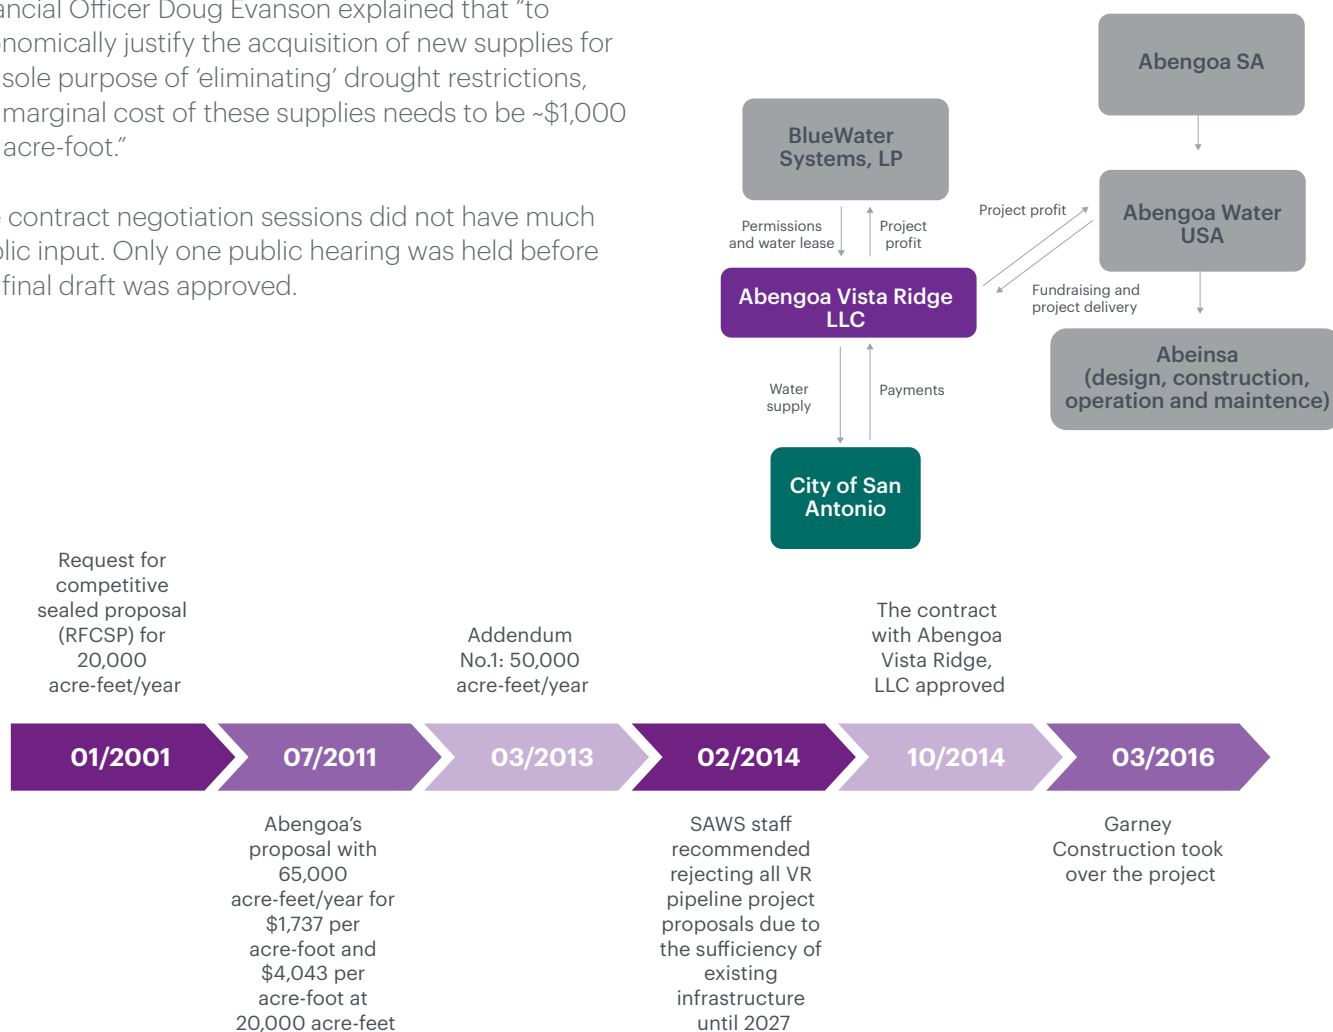 ancial Officer Doug Evanson explained that “to
onomically justify the acquisition of new supplies for
sole purpose of ‘eliminating’ drought restrictions,
marginal cost of these supplies needs to be ~$1,000
acre-foot.”
e contract negotiation sessions did not have much
blic input. Only one public hearing was held before
final draft was approved.
Abengoa SA
BlueWater
Systems, LP
Permissions
and water lease
Project
profit
Project profit
Abengoa Water
USA
Abengoa Vista Ridge
LLC
Fundraising and
project delivery
Abeinsa
(design, construction,
operation and maintence)
Water
supply
Payments
City of San
Antonio
Request for
competitive
sealed proposal
(RFCSP) for
20,000
acre-feet/year
Addendum
No.1: 50,000
acre-feet/year
The contract
with Abengoa
Vista Ridge,
LLC approved
01/2001
07/2011
03/2013
02/2014
10/2014
03/2016
Abengoa’s
proposal with
65,000
acre-feet/year for
$1,737 per
acre-foot and
$4,043 per
acre-foot at
20,000 acre-feet
SAWS staff
recommended
rejecting all VR
pipeline project
proposals due to
the sufficiency of
existing
infrastructure
until 2027
Garney
Construction took
over the project